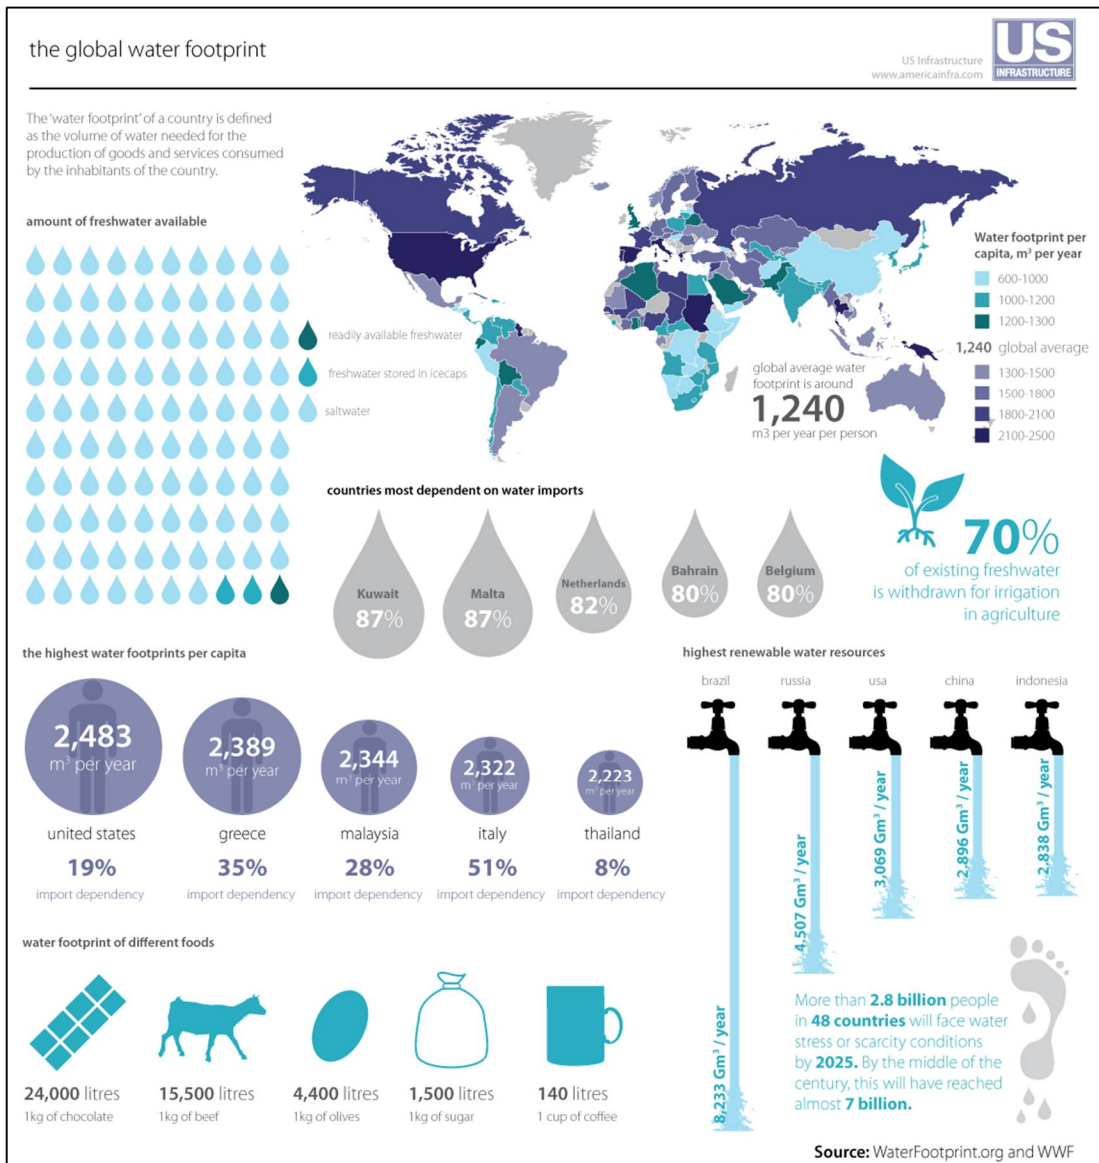 the global water footprint
US Infrastructure
www.americainfra.com
US
INFRASTRUCTURE
The 'water footprint' of a country is defined
as the volume of water needed for the
production of goods and services consumed
by the inhabitants of the country.
amount of freshwater available
readily available freshwater
freshwater stored in icecaps
saltwater
Water footprint per
capita, m³ per year
600-1000
1000-1200
1200-1300
1,240 global average
1300-1500
1500-1800
1800-2100
2100-2500
global average water
footprint is around
1,240
m3 per year per person
countries most dependent on water imports
Kuwait
87%
Malta
87%
Netherlands
82%
Bahrain
80%
Belgium
80%
70%
of existing freshwater
is withdrawn for irrigation
in agriculture
the highest water footprints per capita
2,483
m³ per year
united states
19%
import dependency
2,389
m³ per year
greece
35%
import dependency
2,344
m³ per year
malaysia
28%
import dependency
2,322
m³ per year
italy
51%
import dependency
2,223
m³ per year
thailand
8%
import dependency
highest renewable water resources
brazil
8,233 Gm³ / year
russia
4,507 Gm³ / year
usa
3,069 Gm³ / year
china
2,896 Gm³ / year
indonesia
2,838 Gm³ / year
water footprint of different foods
24,000 litres
1kg of chocolate
15,500 litres
1kg of beef
4,400 litres
1kg of olives
1,500 litres
1kg of sugar
140 litres
1 cup of coffee
More than 2.8 billion people
in 48 countries will face water
stress or scarcity conditions
by 2025. By the middle of the
century, this will have reached
almost 7 billion.
Source: WaterFootprint.org and WWF